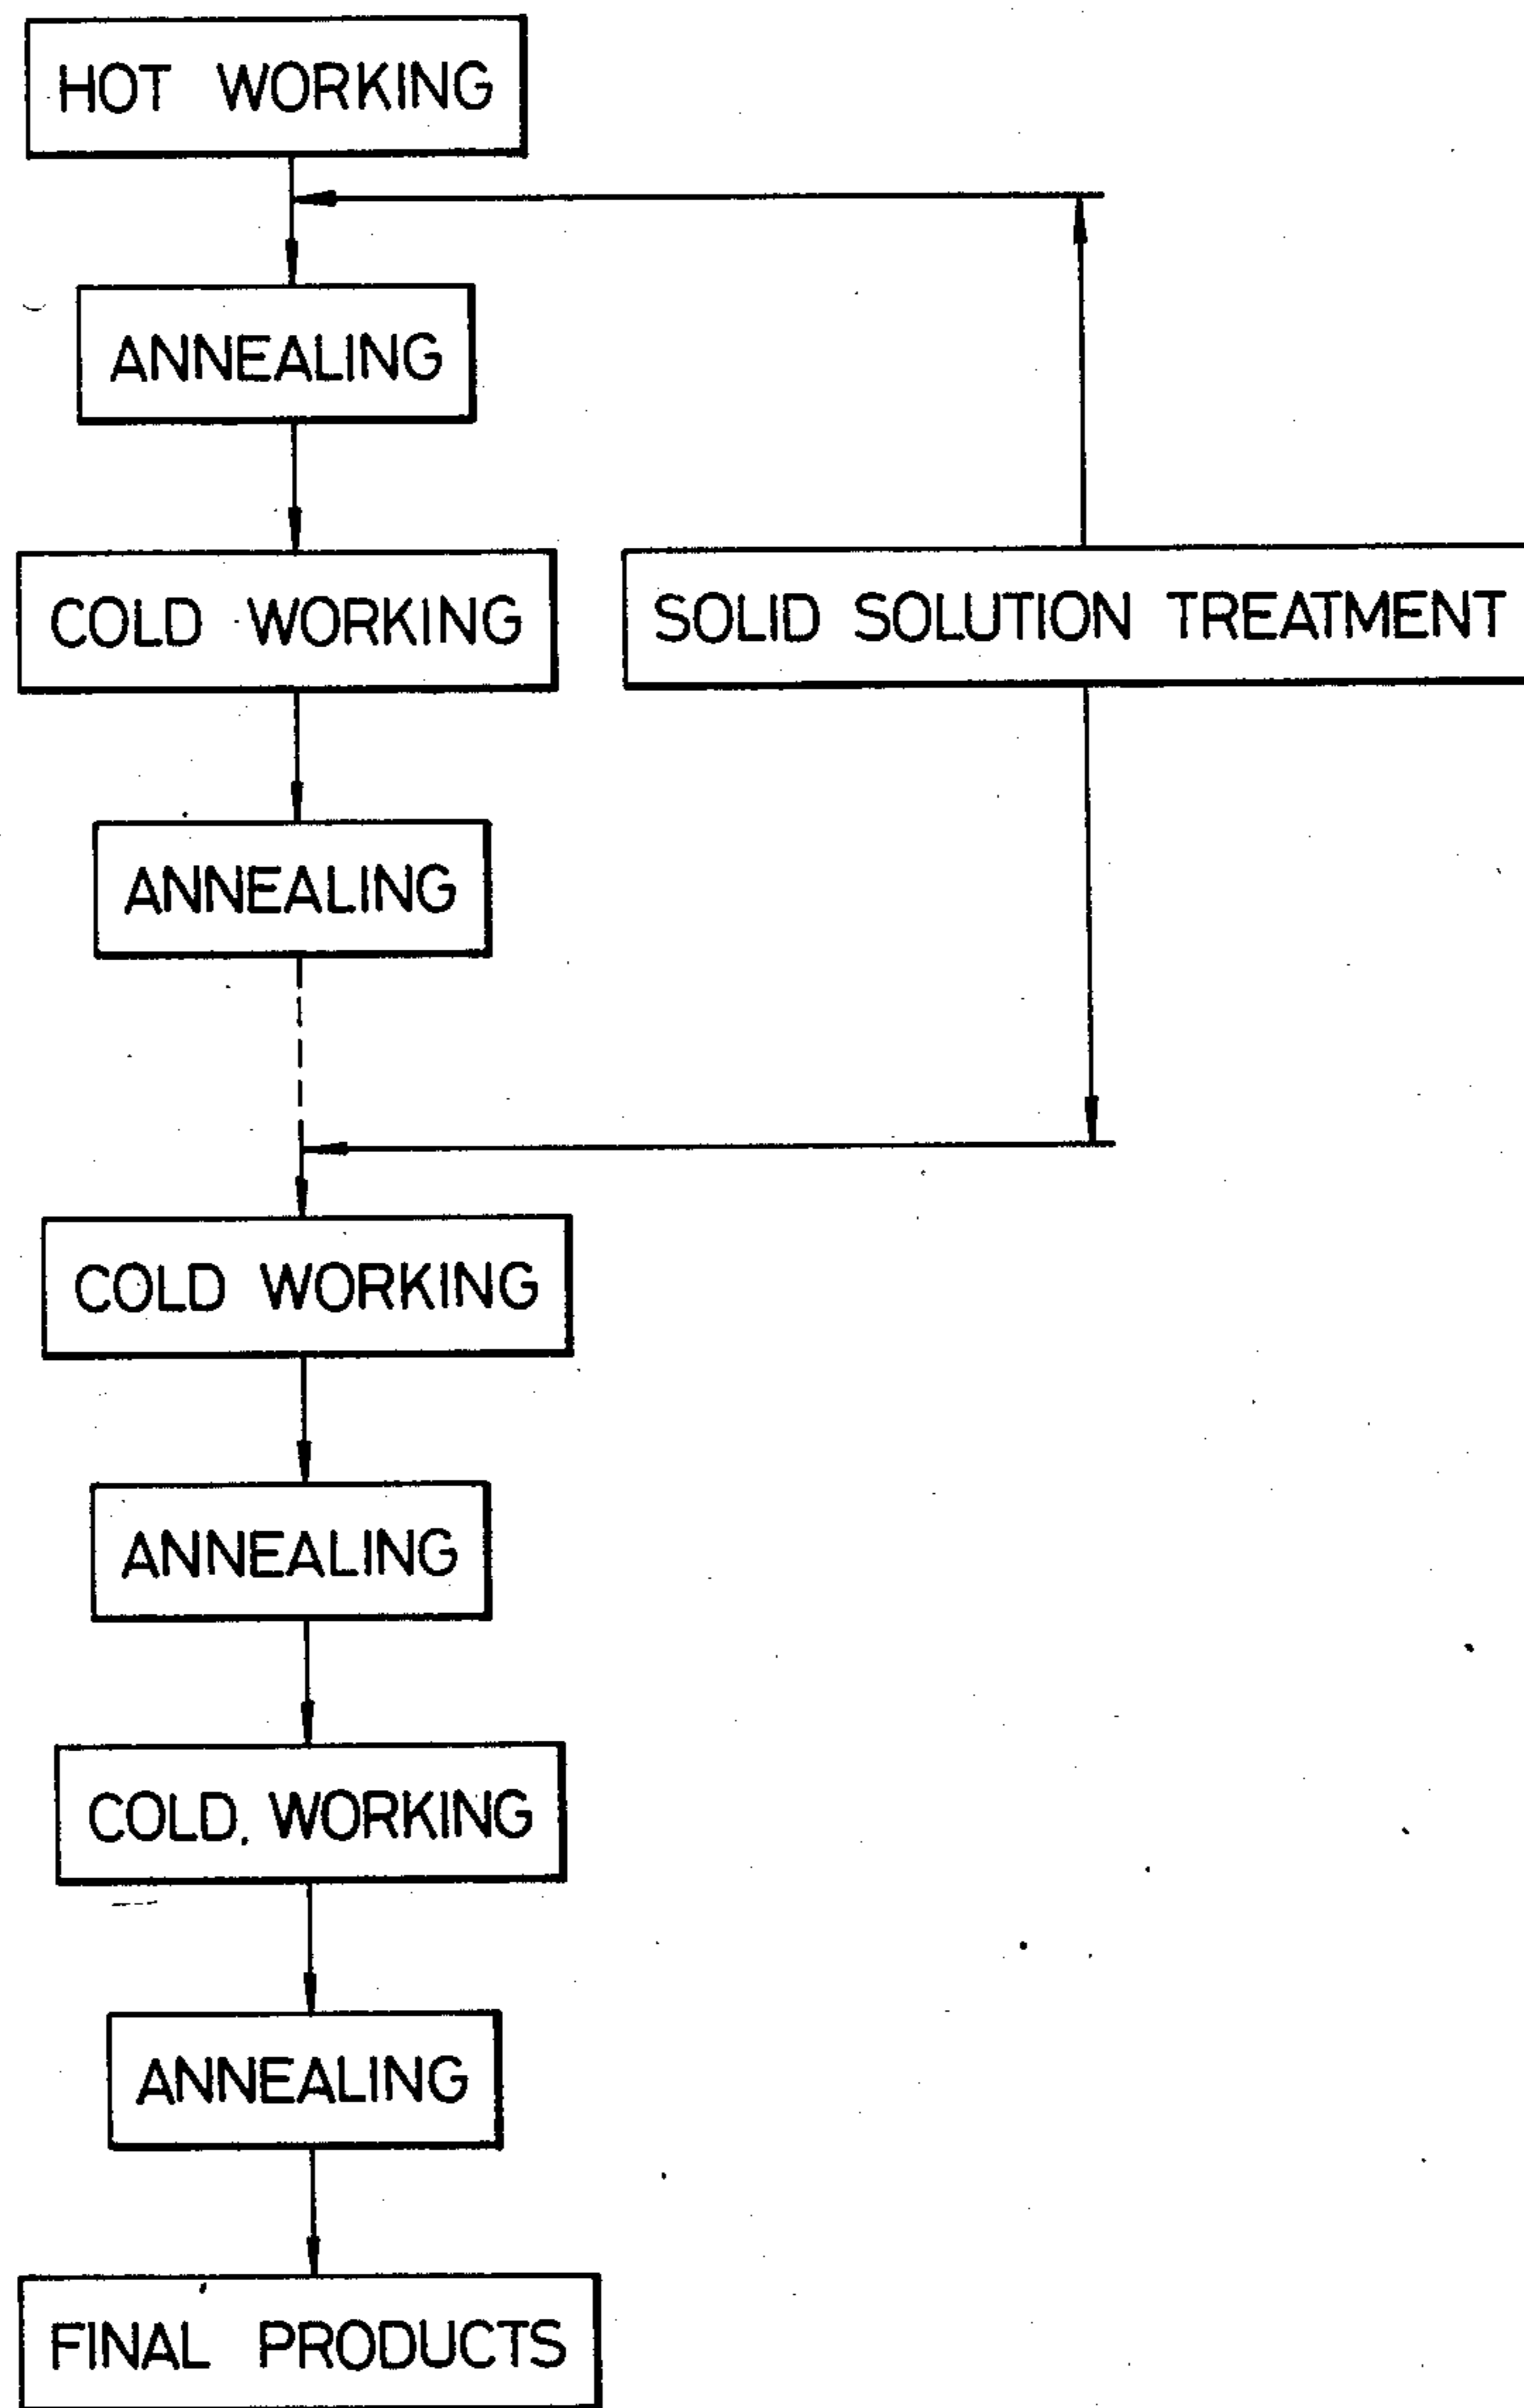 HOT WORKING
ANNEALING
COLD WORKING
SOLID SOLUTION TREATMENT
ANNEALING
COLD WORKING
ANNEALING
COLD WORKING
ANNEALING
FINAL PRODUCTS